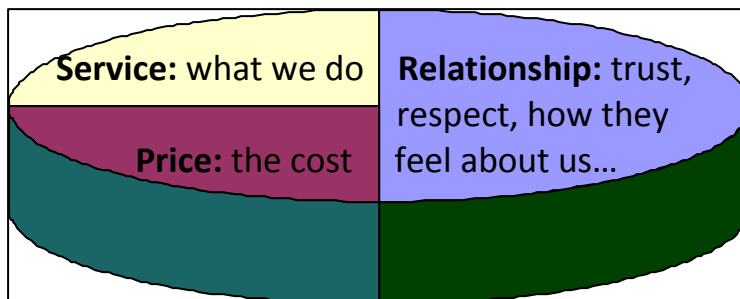 Service: what we do
Price: the cost
Relationship: trust,
respect, how they
feel about us…